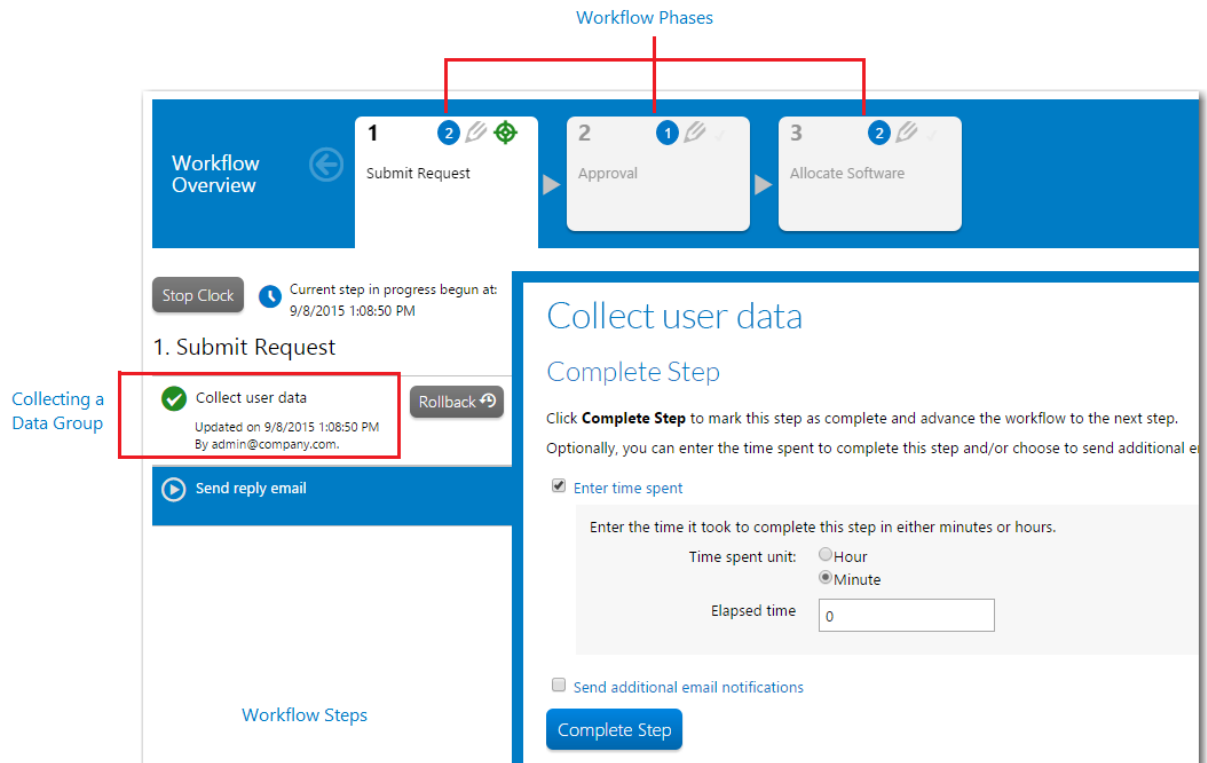 Workflow Phases
Workflow
Overview
1
2
Submit Request
2
1
Approval
3
2
Allocate Software
Stop Clock
Current step in progress begun at:
9/8/2015 1:08:50 PM
1. Submit Request
Collecting a
Data Group
Collect user data
Updated on 9/8/2015 1:08:50 PM
By admin@company.com.
Rollback
Send reply email
Workflow Steps
Collect user data
Complete Step
Click Complete Step to mark this step as complete and advance the workflow to the next step.
Optionally, you can enter the time spent to complete this step and/or choose to send additional e
Enter time spent
Enter the time it took to complete this step in either minutes or hours.
Time spent unit:
Hour
Minute
Elapsed time
0
Send additional email notifications
Complete Step